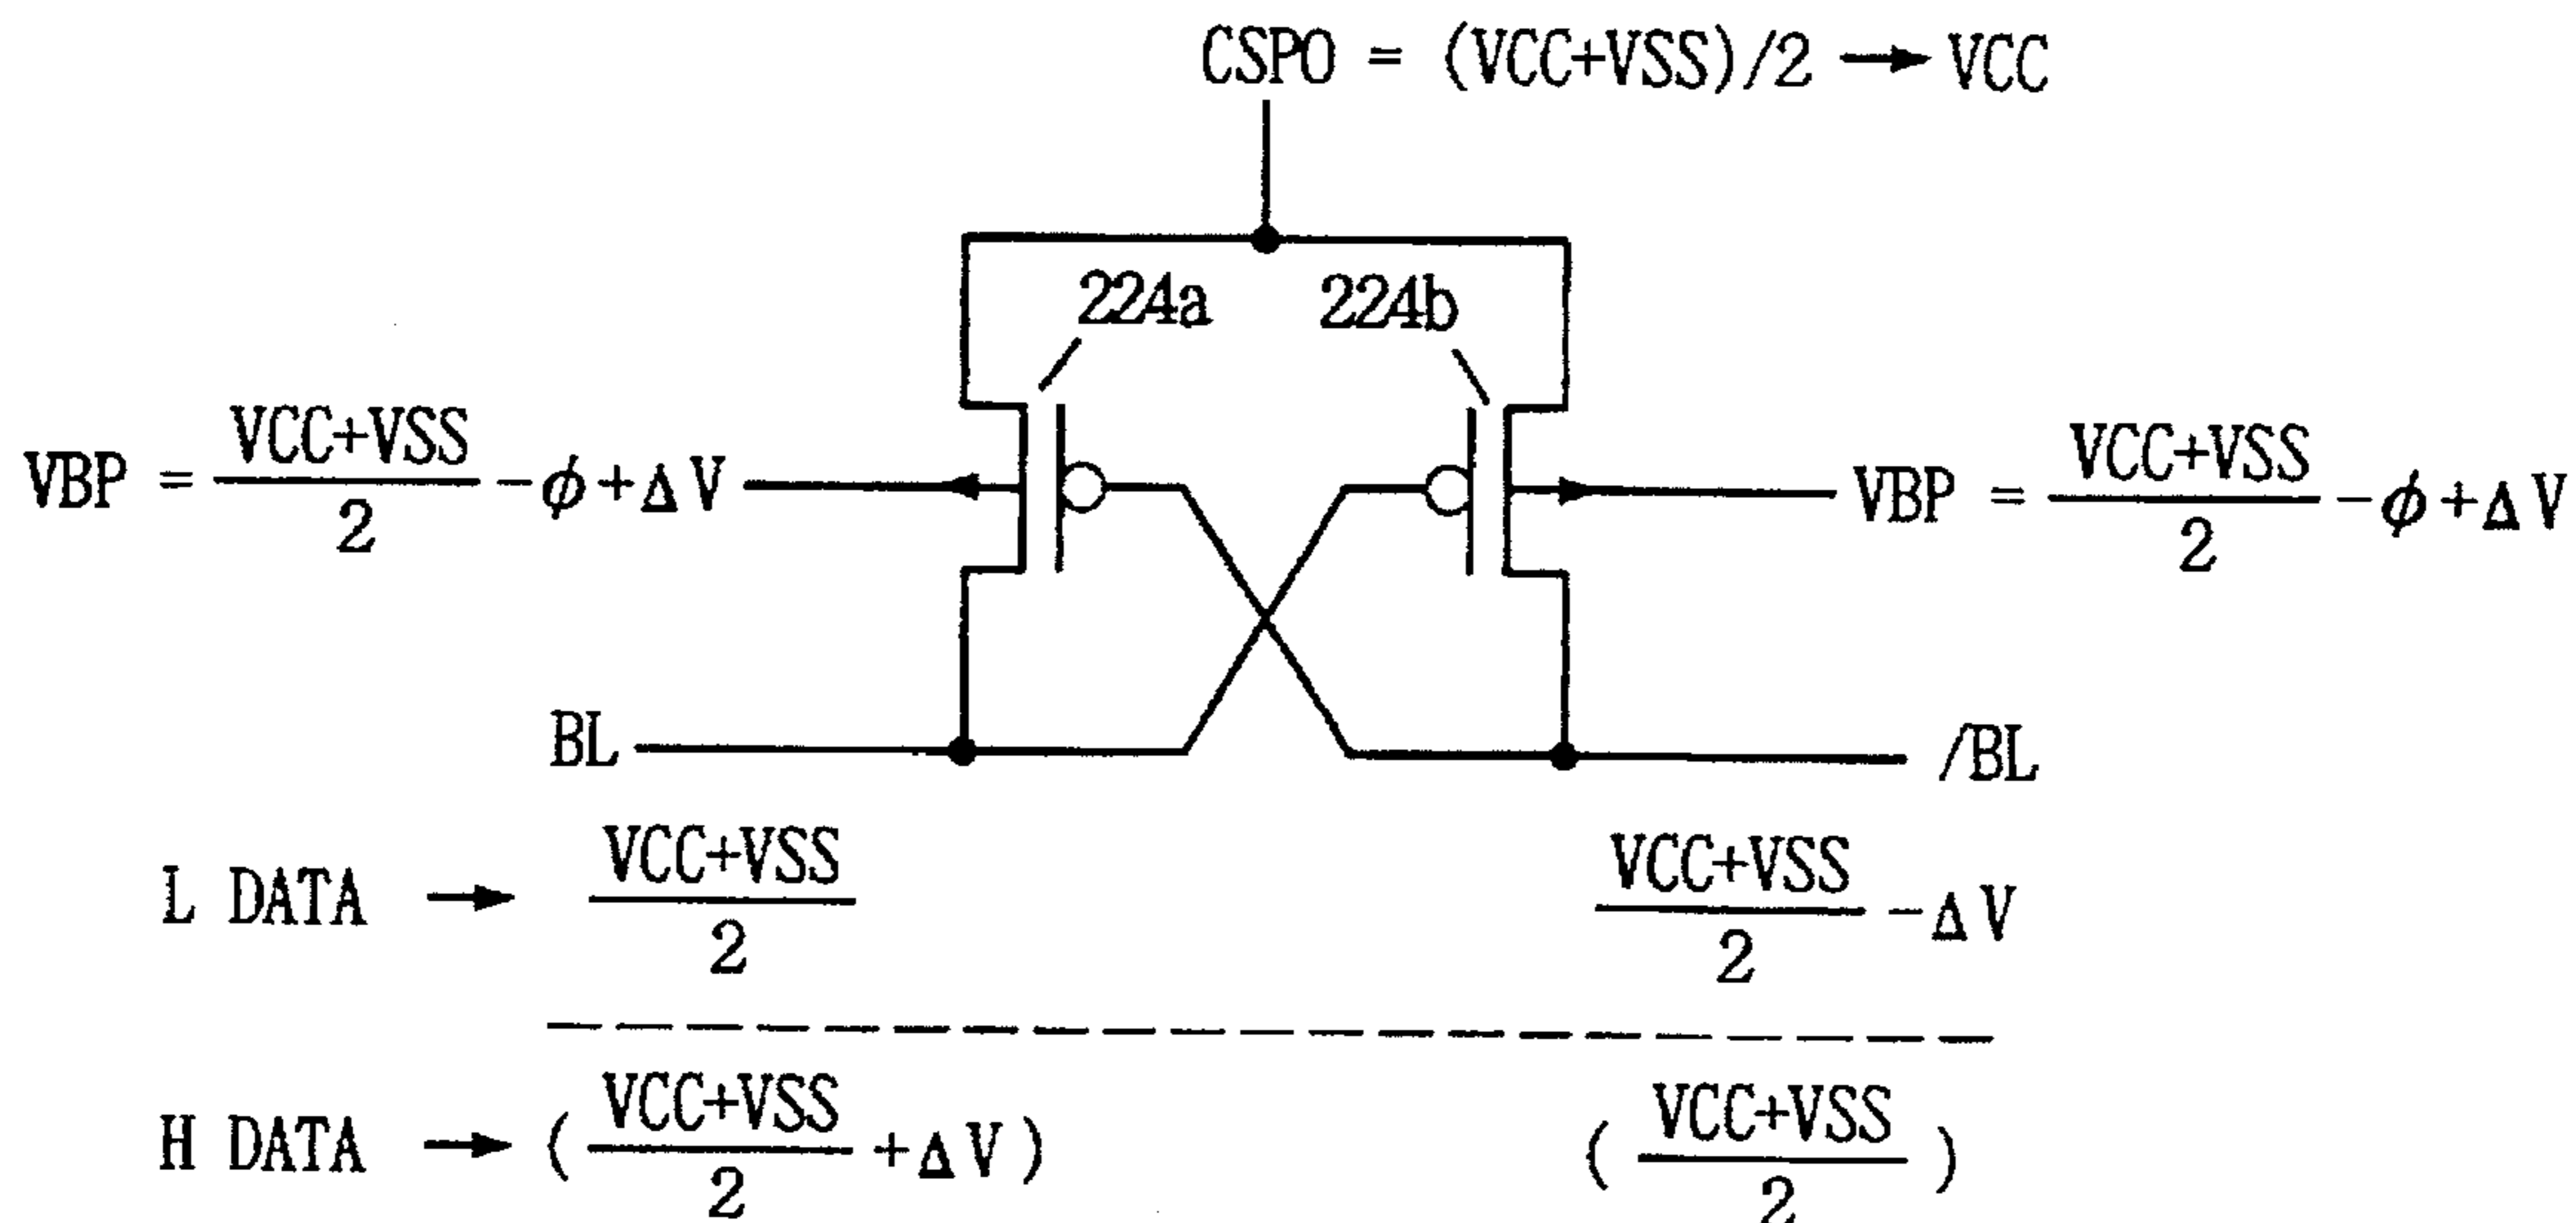 CSPO = (VCC+VSS)/2 → VCC
224a 224b
VBP = VCC+VSS/2 -ϕ+ΔV
VBP = VCC+VSS/2 -ϕ+ΔV
BL /BL
L DATA → VCC+VSS/2 VCC+VSS/2 -ΔV
H DATA → (VCC+VSS/2 +ΔV) (VCC+VSS/2)